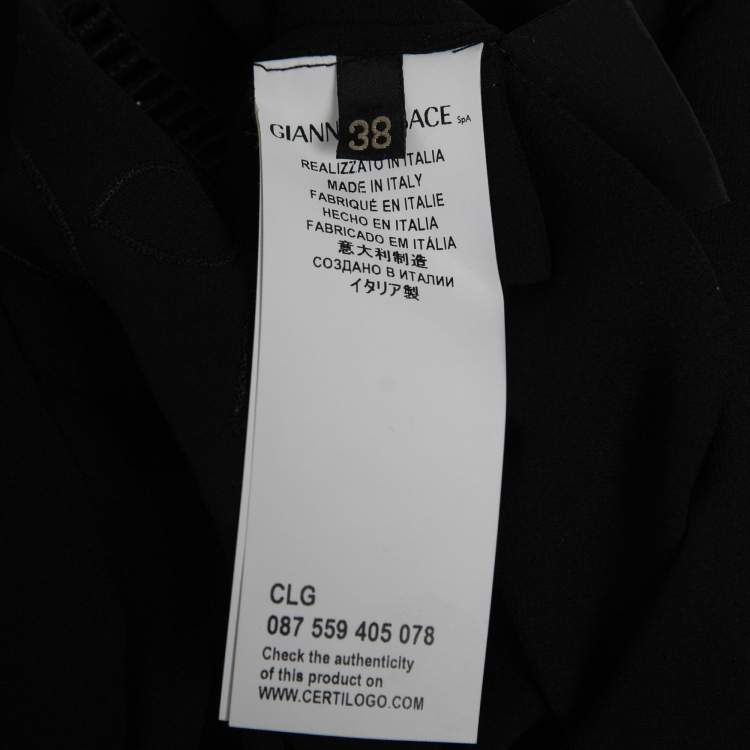 GIANN ACE SpA
38
REALIZZATO IN ITALIA
MADE IN ITALY
FABRIQUÉ EN ITALIE
HECHO EN ITALIA
FABRICADO EM ITÁLIA
意大利制造
СОЗДАНО В ИТАЛИИ
イタリア製
CLG
087 559 405 078
Check the authenticity
of this product on
WWW.CERTILOGO.COM